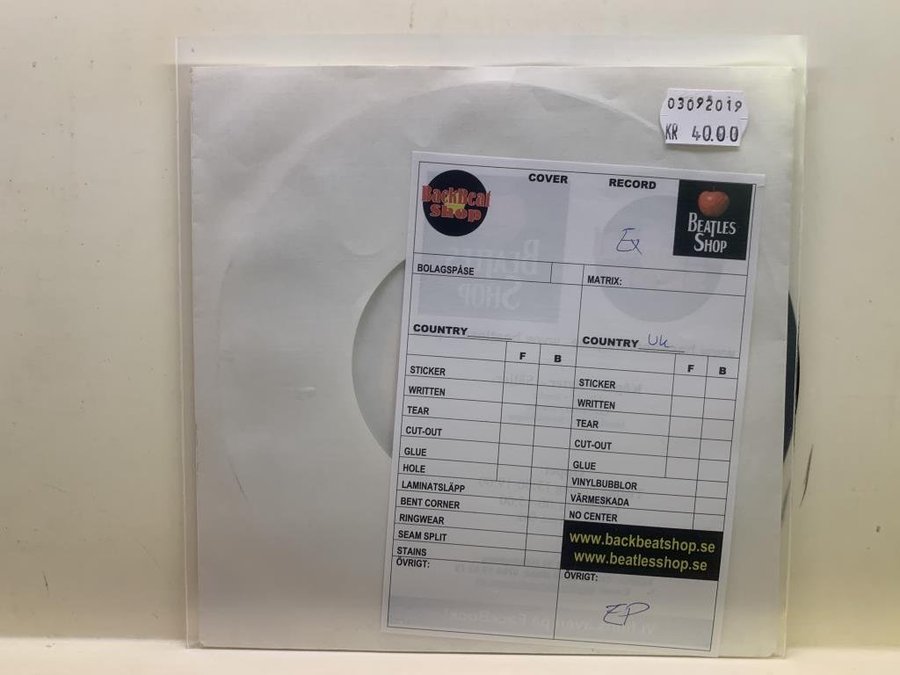 03092019
KR 40.00
COVER
RECORD
BackBeat
Shop
BEATLES
SHOP
Ex
BOLAGSPÅSE
MATRIX:
COUNTRY
COUNTRY Uk
F B
F B
STICKER
WRITTEN
TEAR
CUT-OUT
GLUE
HOLE
LAMINATSLÄPP
BENT CORNER
RINGWEAR
SEAM SPLIT
STAINS
ÖVRIGT:
STICKER
WRITTEN
TEAR
CUT-OUT
GLUE
VINYLBUBBLOR
VÄRMESKADA
NO CENTER
www.backbeatshop.se
www.beatlesshop.se
ÖVRIGT:
EP